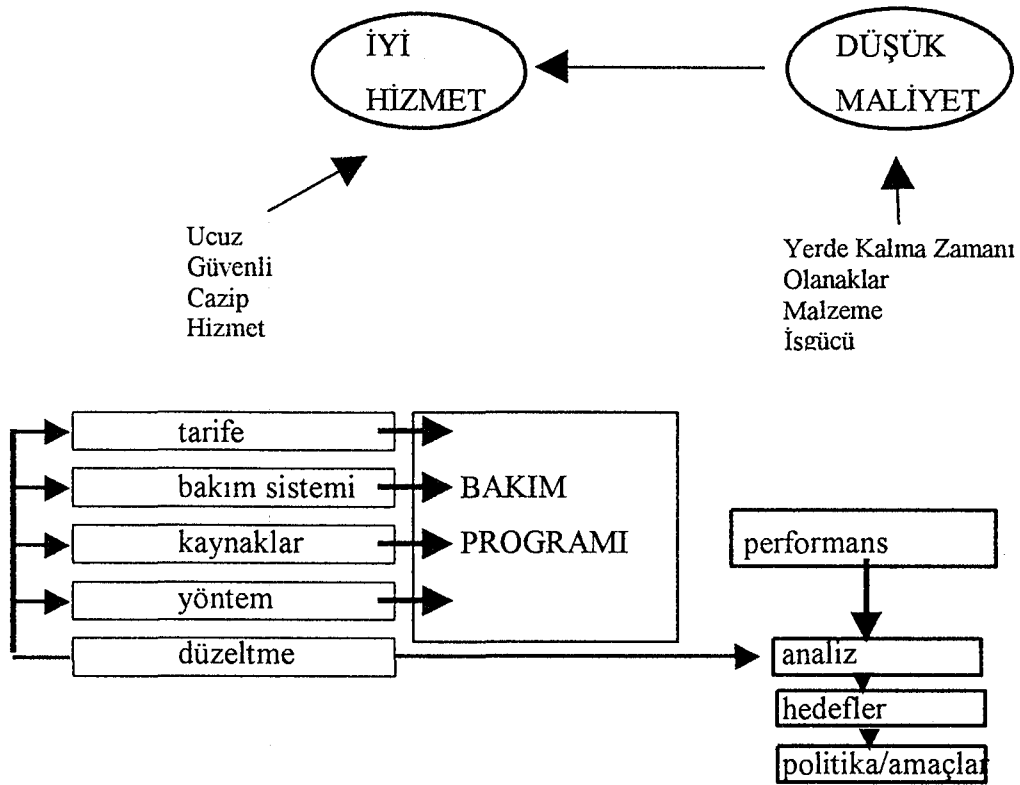 İYİ
HİZMET
DÜŞÜK
MALİYET
Ucuz
Güvenli
Cazip
Hizmet
Yerde Kalma Zamanı
Olanaklar
Malzeme
İsgücü
tarife
bakım sistemi
kaynaklar
yöntem
düzeltme
BAKIM
PROGRAMI
performans
analiz
hedefler
politika/amaçlar